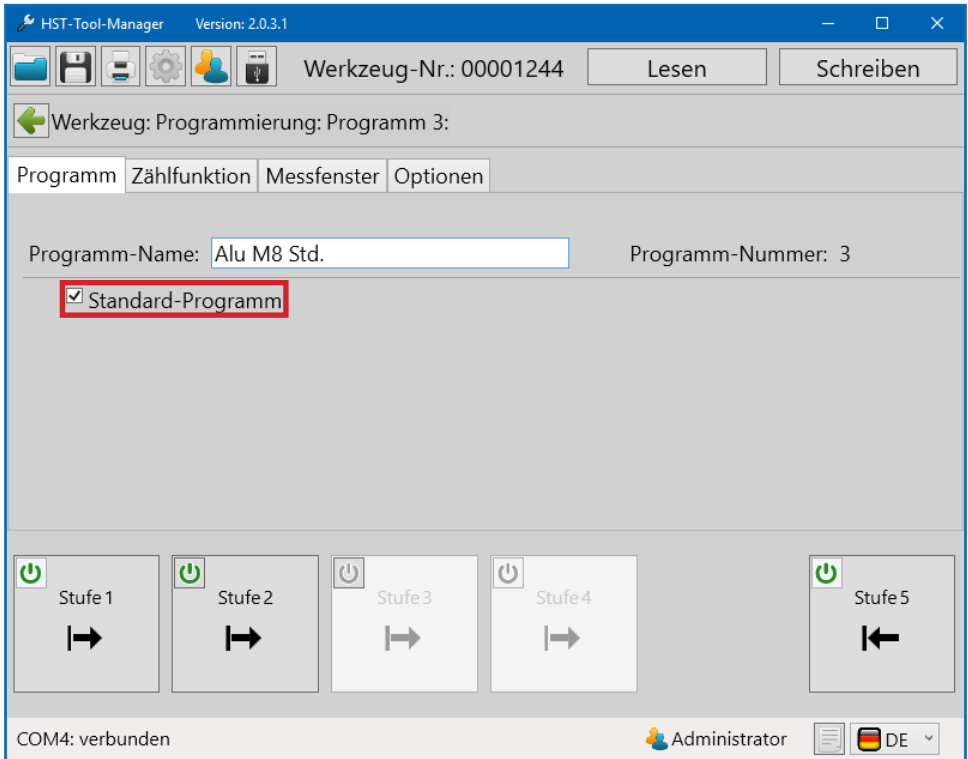 HST-Tool-Manager Version: 2.0.3.1
Werkzeug-Nr.: 00001244 Lesen Schreiben
Werkzeug: Programmierung: Programm 3:
Programm Zählfunktion Messfenster Optionen
Programm-Name: Alu M8 Std. Programm-Nummer: 3
Standard-Programm
Stufe 1 Stufe 2 Stufe 3 Stufe 4 Stufe 5
COM4: verbunden Administrator DE